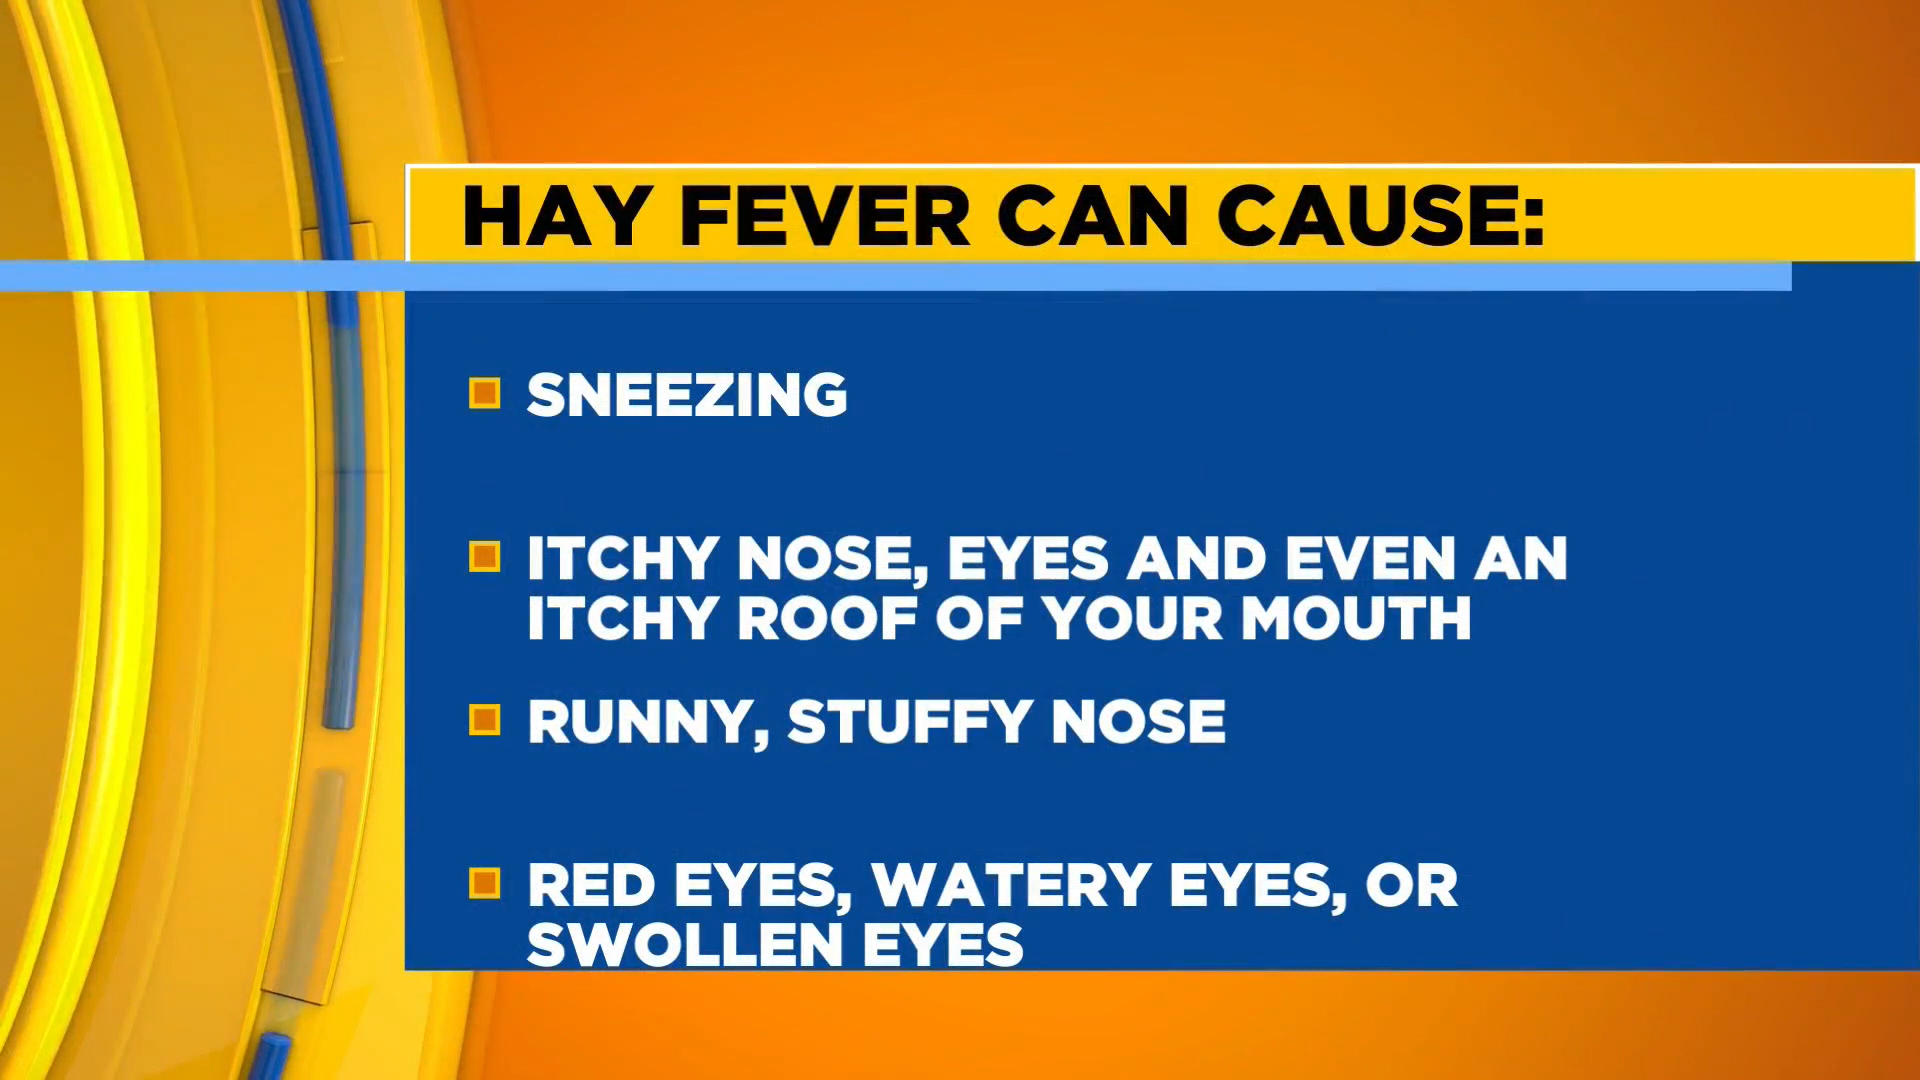 HAY FEVER CAN CAUSE:
SNEEZING
ITCHY NOSE, EYES AND EVEN AN
ITCHY ROOF OF YOUR MOUTH
RUNNY, STUFFY NOSE
RED EYES, WATERY EYES, OR
SWOLLEN EYES